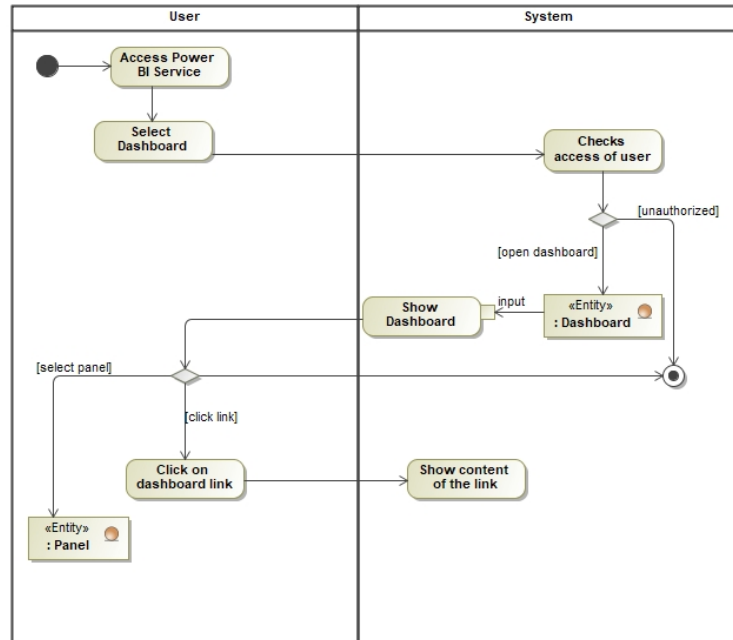 User
System
Access Power
BI Service
Select
Dashboard
Checks
access of user
[unauthorized]
[open dashboard]
Show
Dashboard
input
«Entity»
: Dashboard
[select panel]
[click link]
Click on
dashboard link
Show content
of the link
«Entity»
: Panel